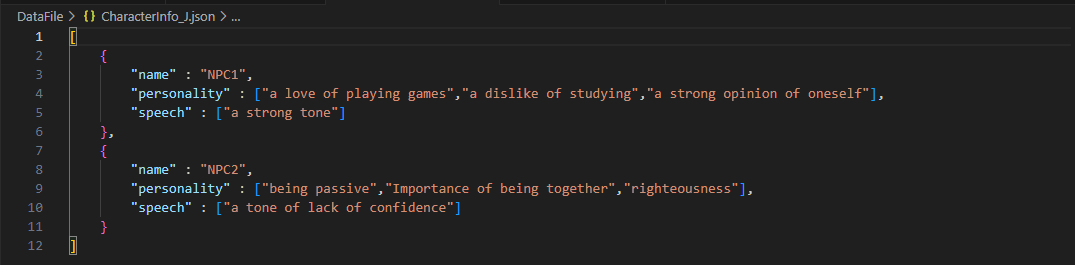 DataFile > {} CharacterInfo_J.json > ...
1 [
2 {
3 "name" : "NPC1",
4 "personality" : ["a love of playing games","a dislike of studying","a strong opinion of oneself"],
5 "speech" : ["a strong tone"]
6 },
7 {
8 "name" : "NPC2",
9 "personality" : ["being passive","Importance of being together","righteousness"],
10 "speech" : ["a tone of lack of confidence"]
11 }
12 ]